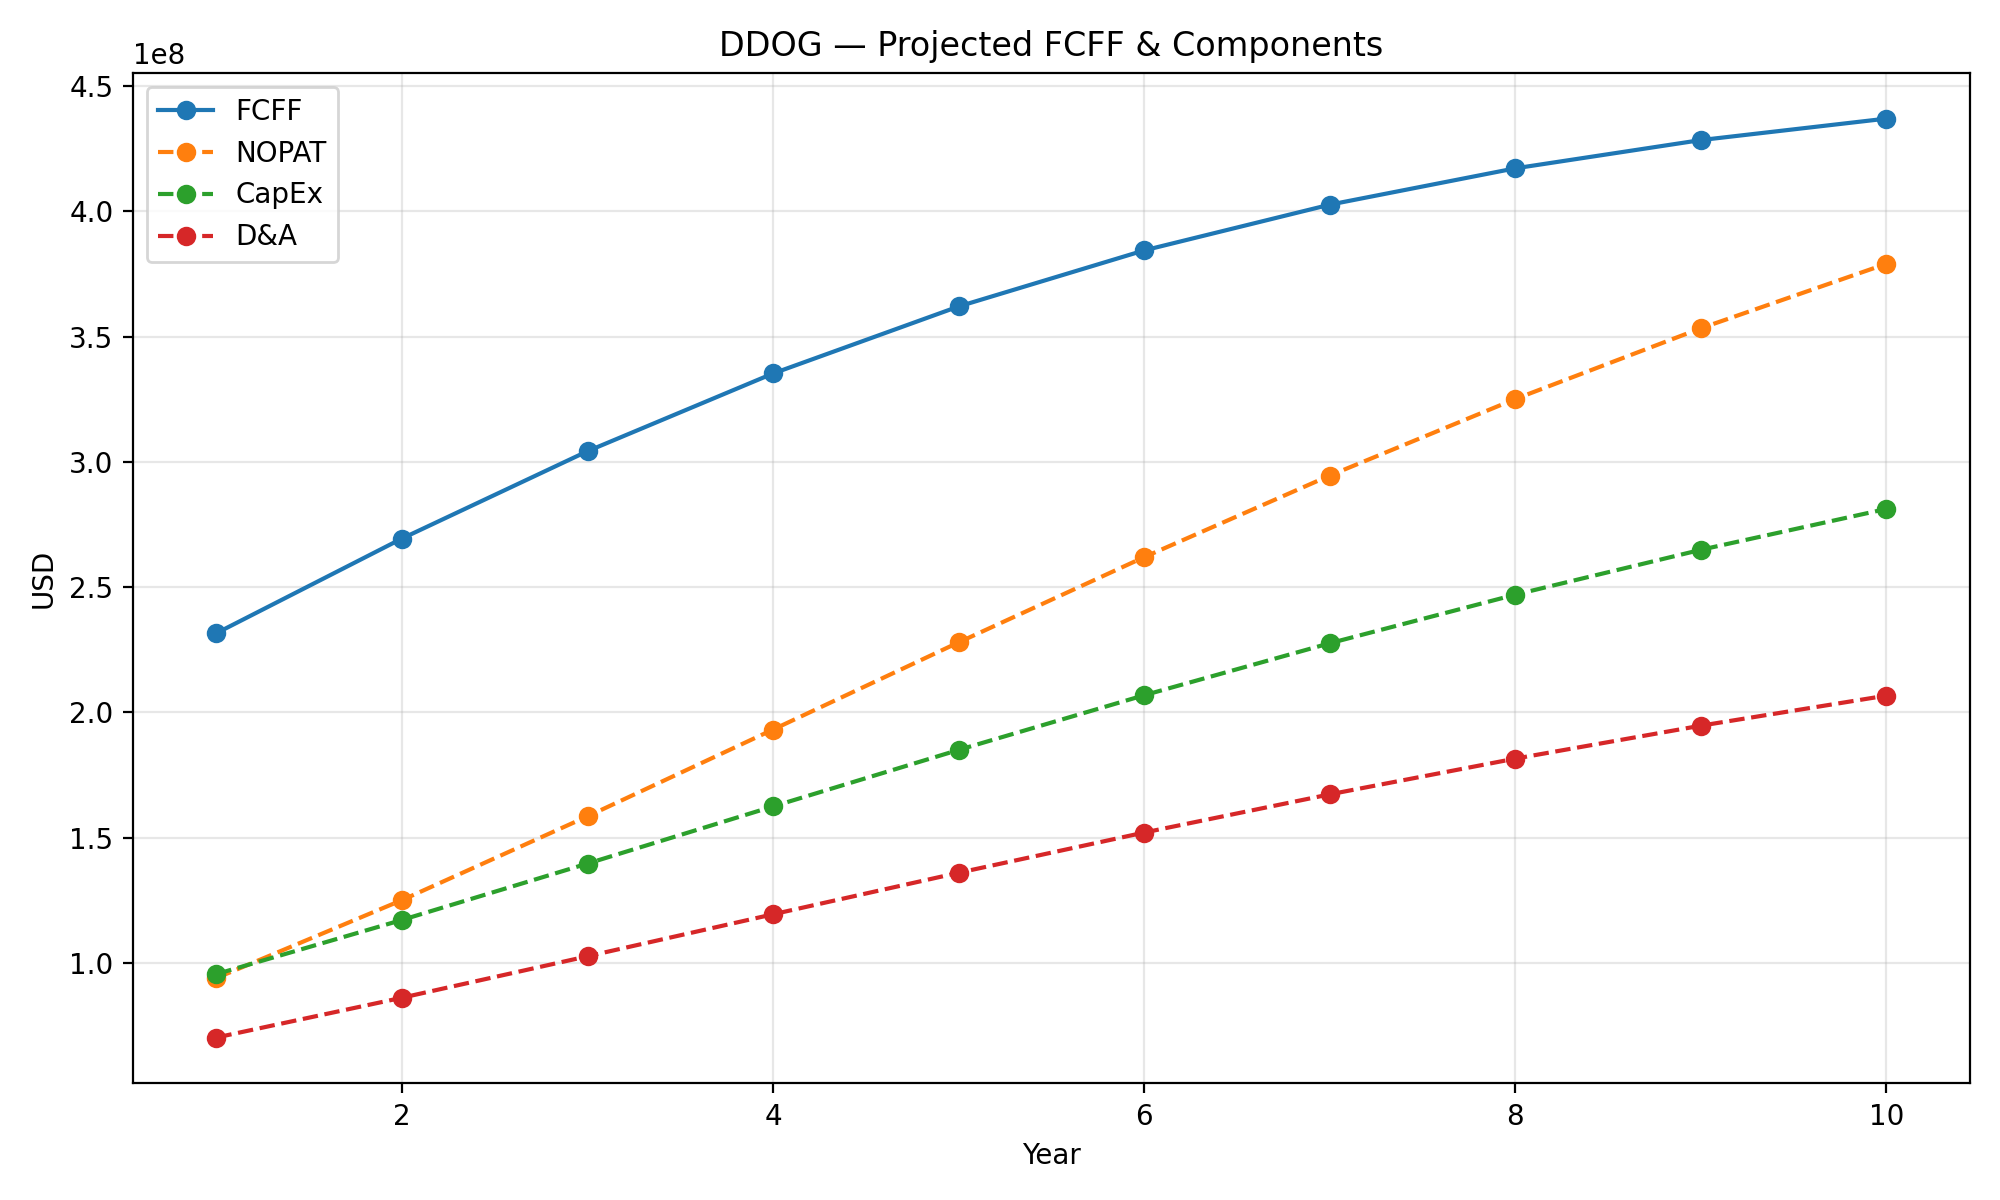 DDOG — Projected FCFF & Components
1e8
4.5
4.0
3.5
3.0
2.5
2.0
1.5
1.0
USD
FCFF
NOPAT
CapEx
D&A
2
4
6
8
10
Year